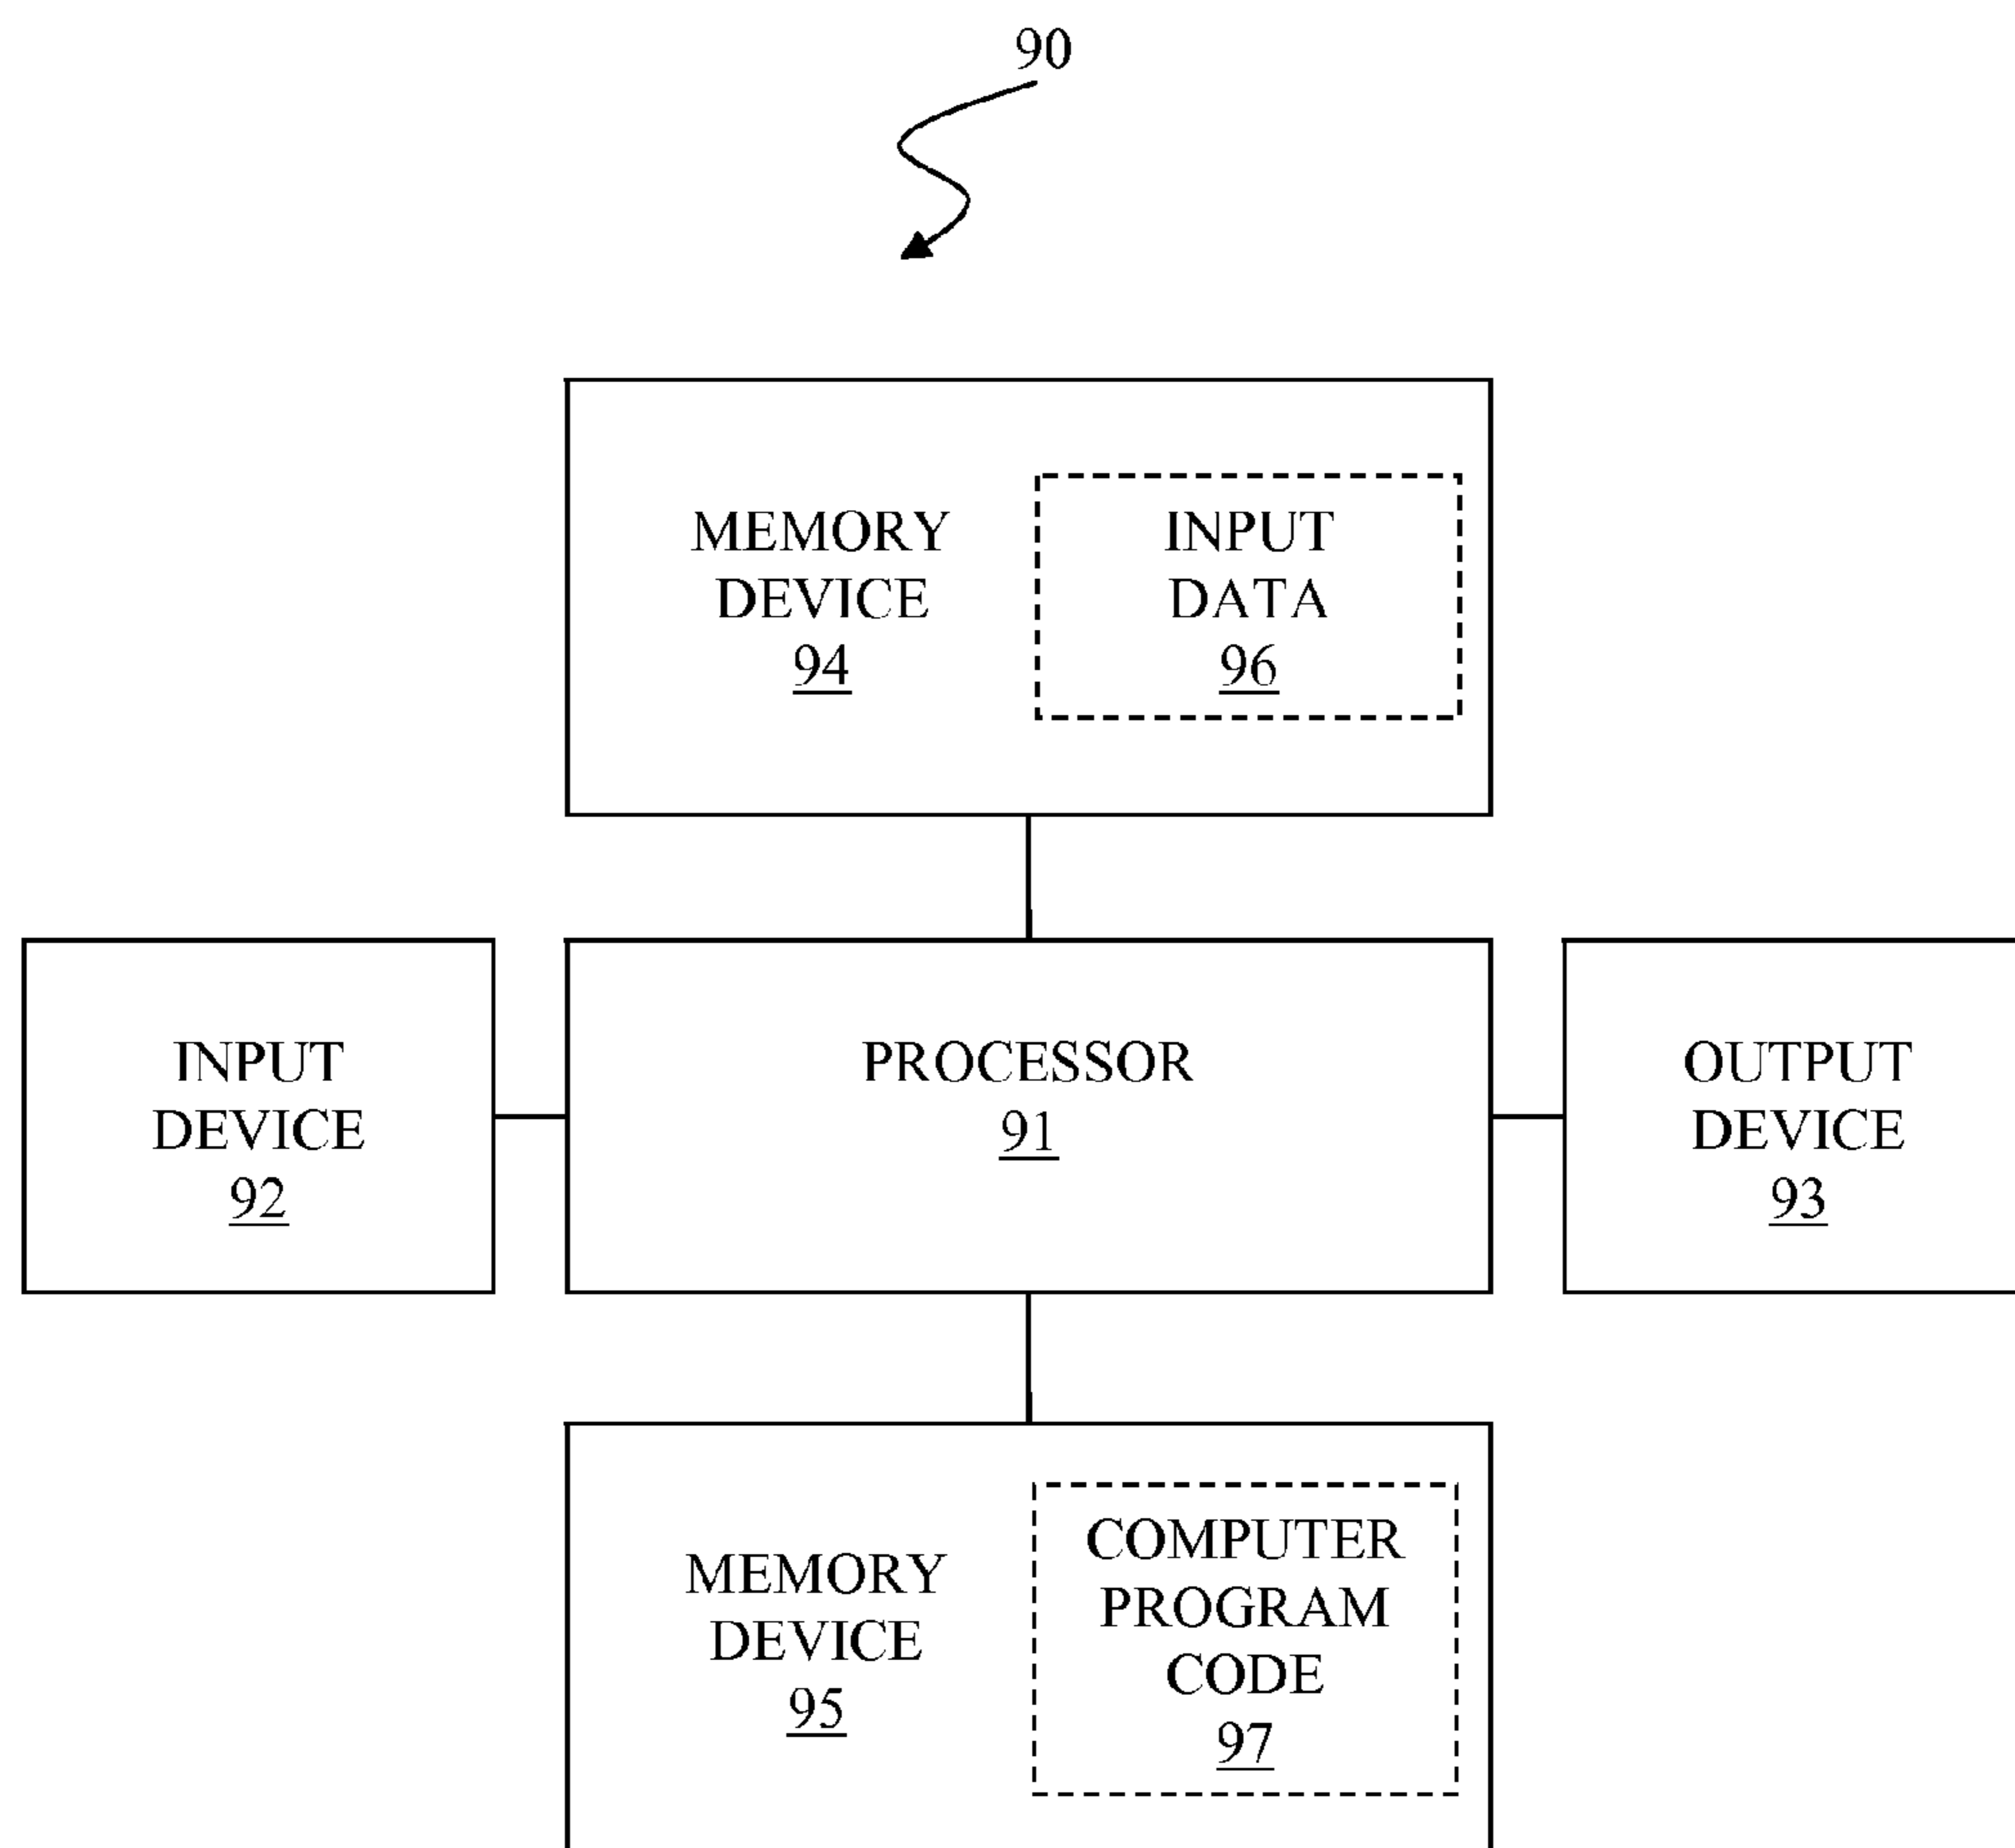 90
MEMORY
DEVICE
94
INPUT
DATA
96
INPUT
DEVICE
92
PROCESSOR
91
OUTPUT
DEVICE
93
MEMORY
DEVICE
95
COMPUTER
PROGRAM
CODE
97